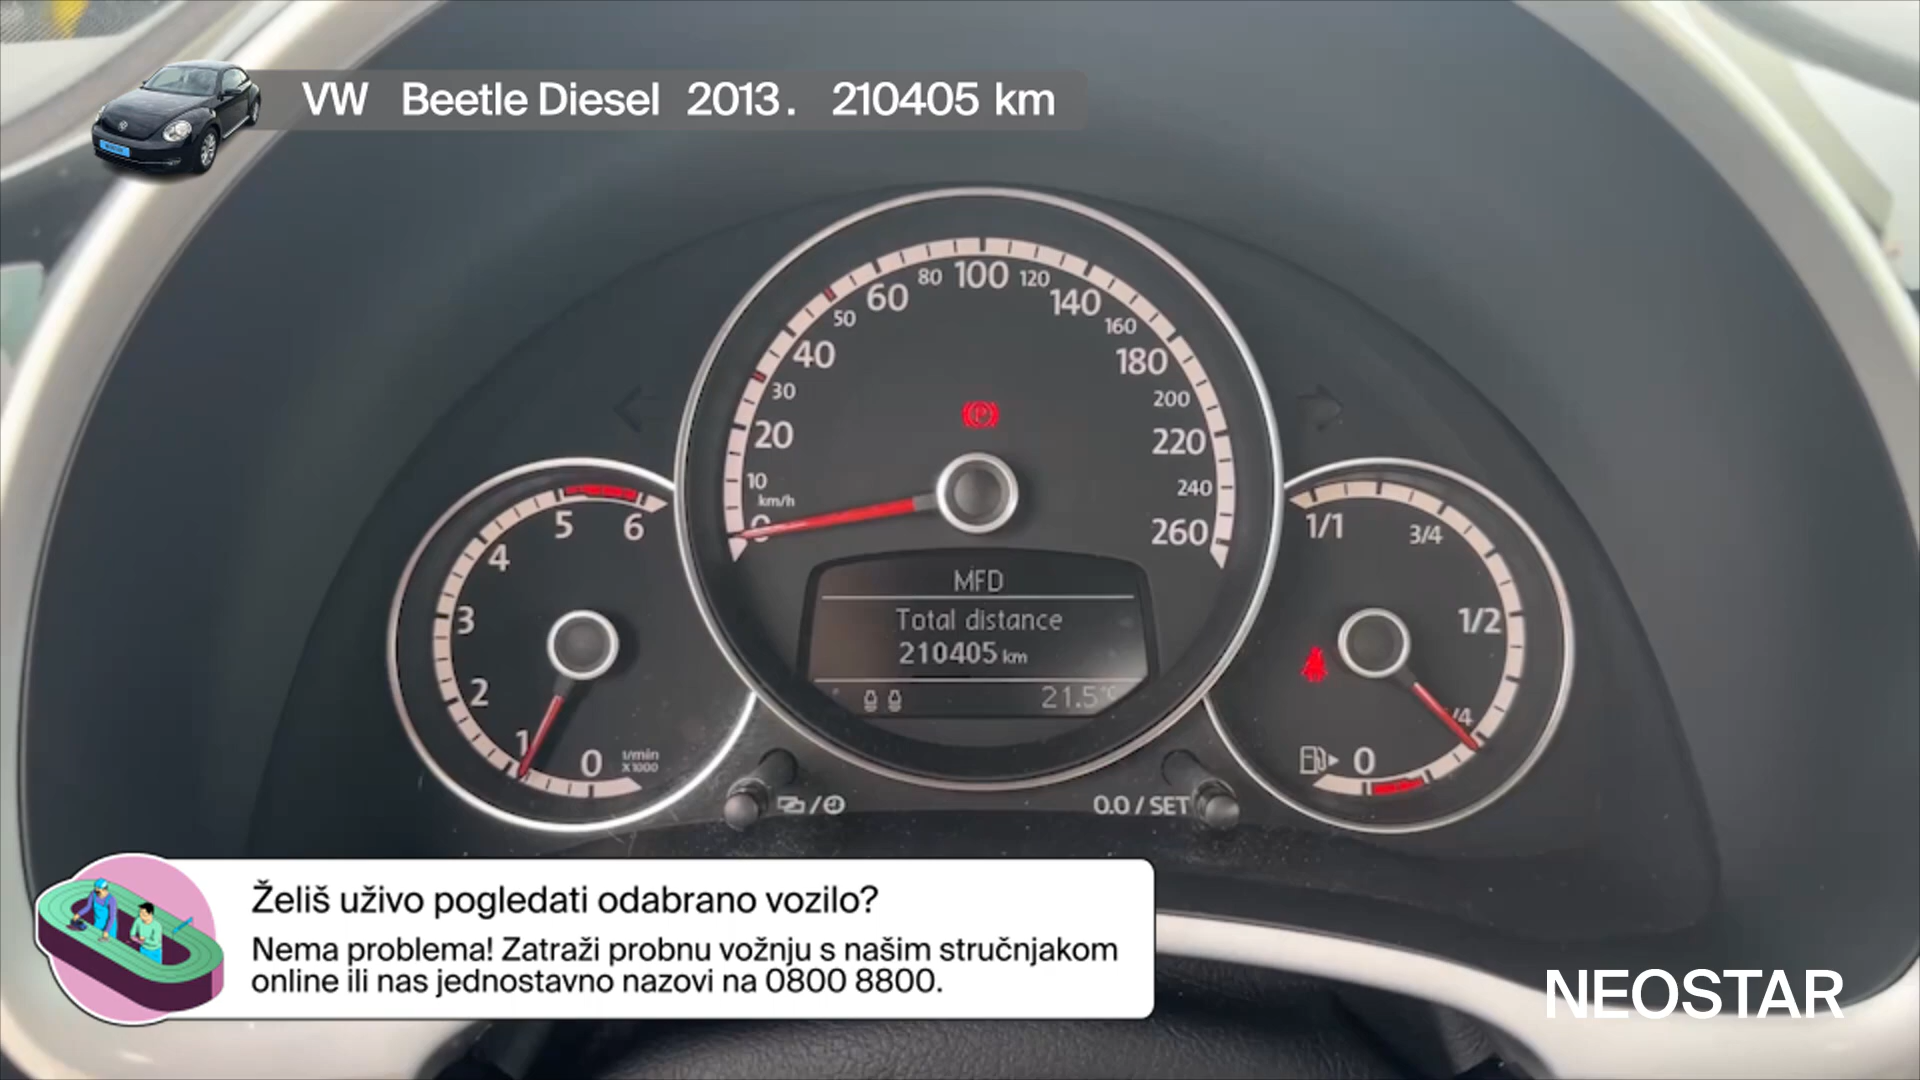 VW Beetle Diesel 2013. 210405 km
80 100 120
60 140
50 160
40 180
30 200
20 220
10 240
km/h
0 260
5 6
4
3
2
1 0
1/min
X1000
MFD
Total distance
210405 km
21.5°C
1/1 3/4
1/2
/4
0
0.0 / SET
Želiš uživo pogledati odabrano vozilo?
Nema problema! Zatraži probnu vožnju s našim stručnjakom
online ili nas jednostavno nazovi na 0800 8800.
NEOSTAR